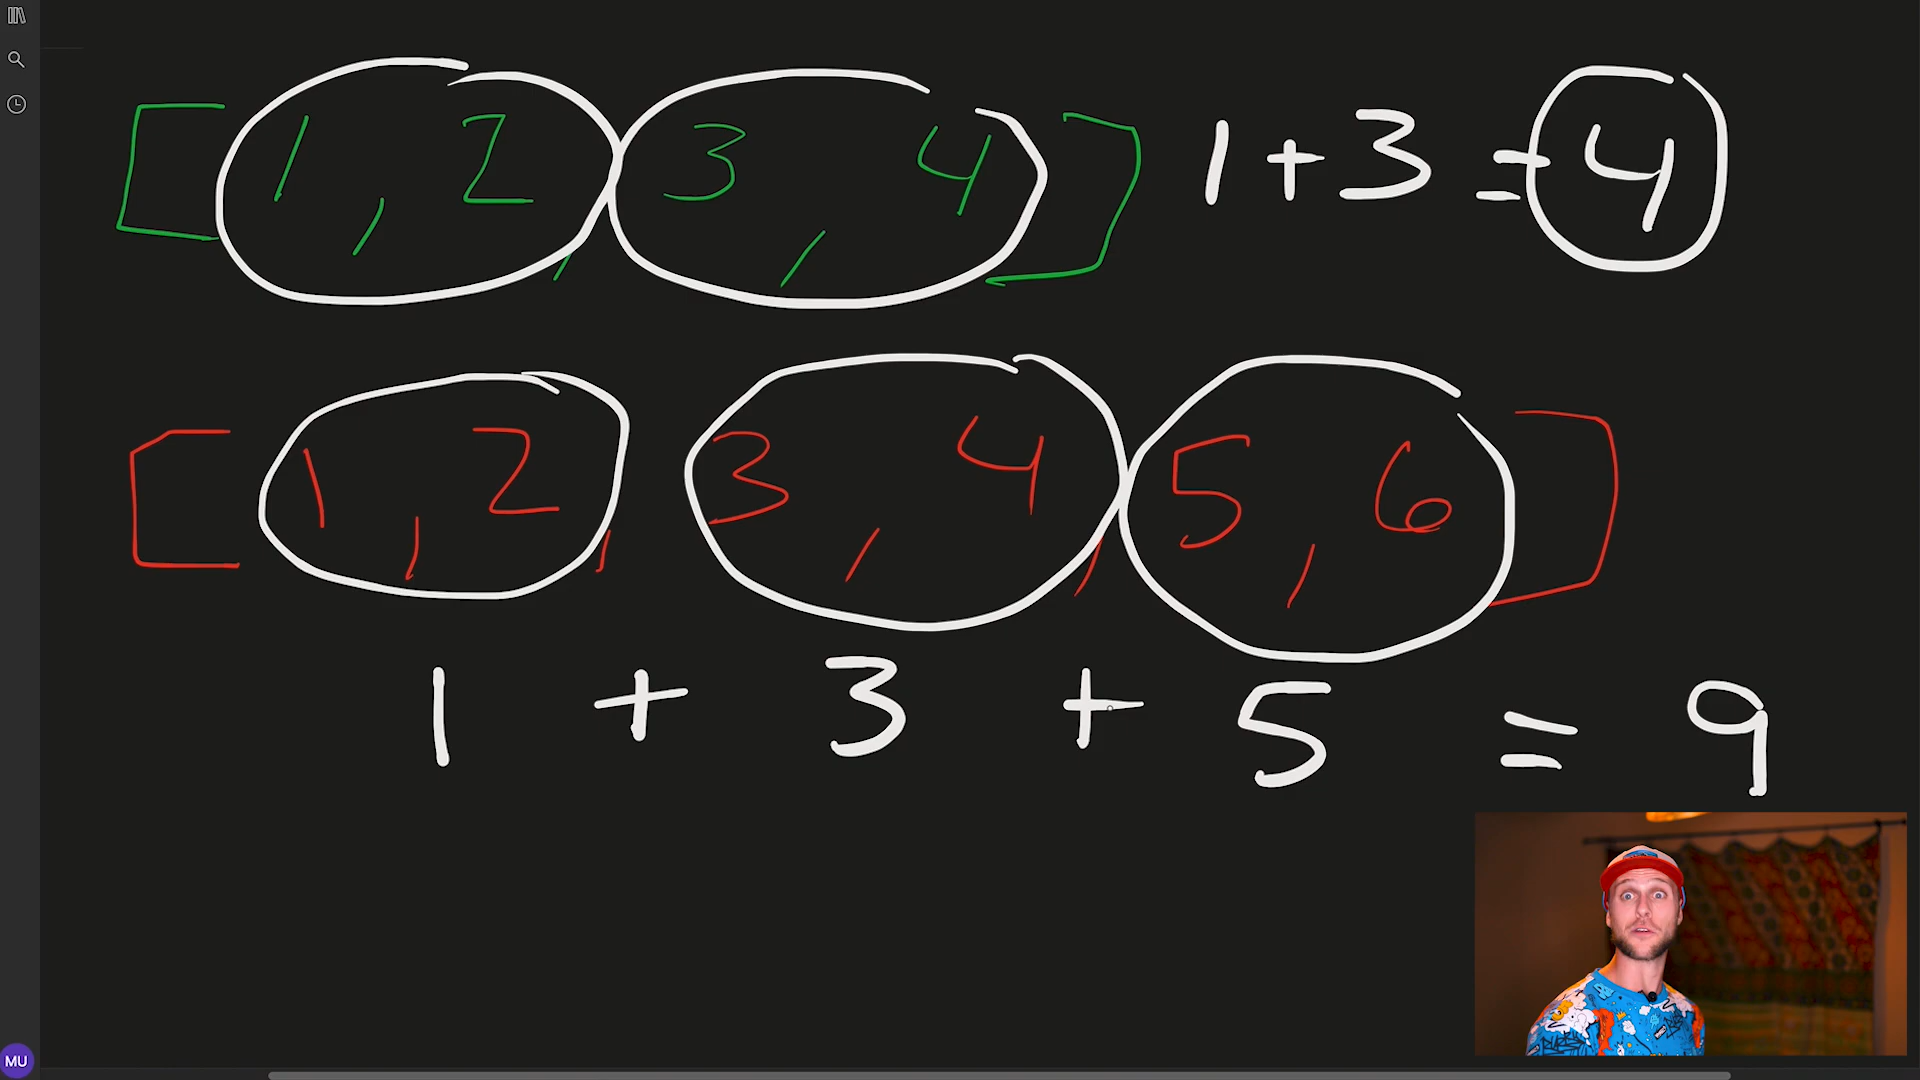 [1, 2, 3, 4] 1 + 3 = 4
[1, 2, 3, 4, 5, 6]
1 + 3 + 5 = 9
MU